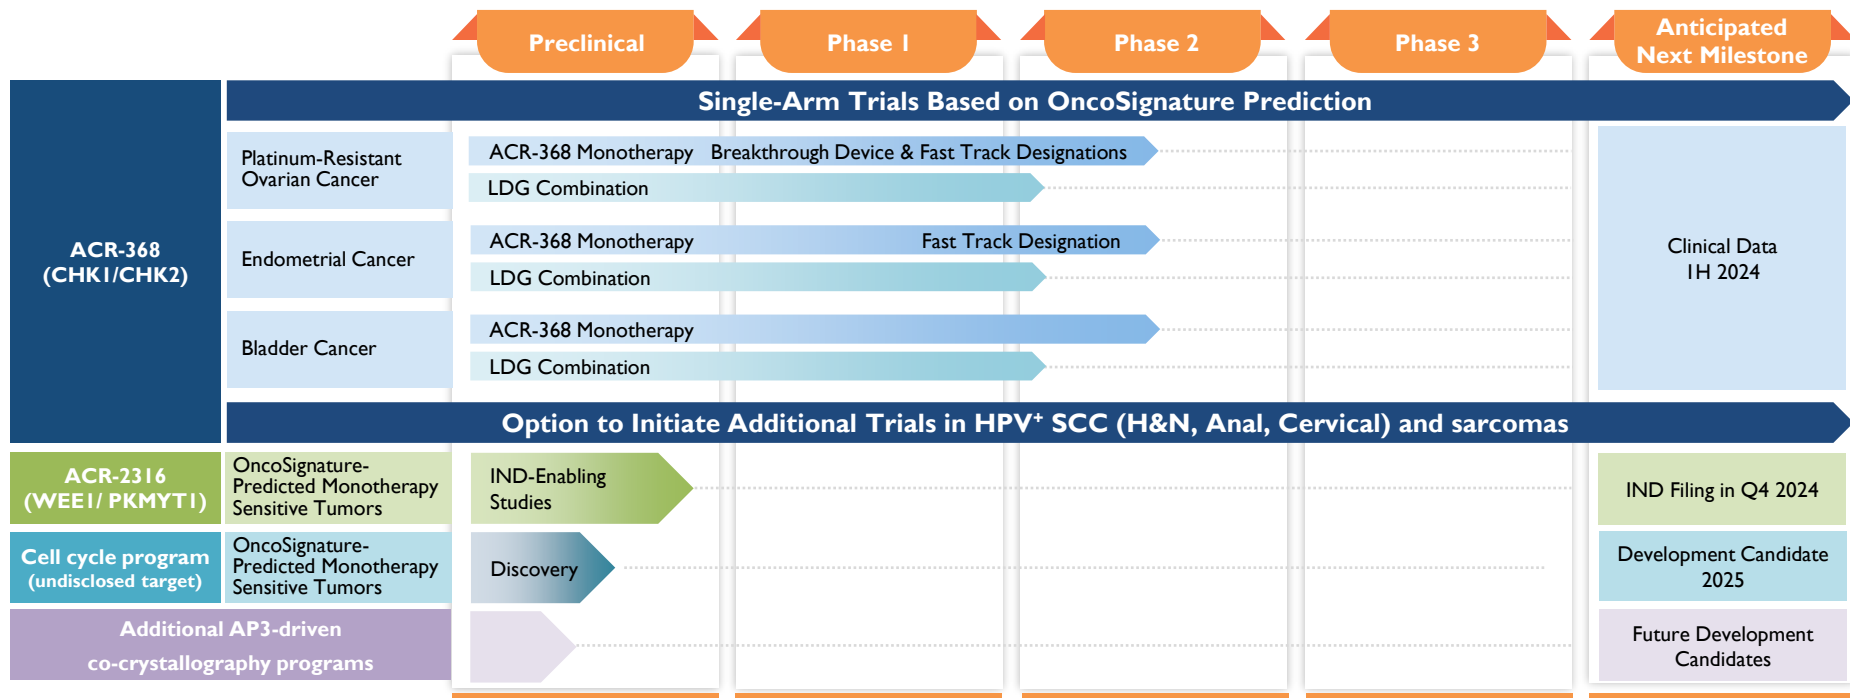 Preclinical
Phase 1
Phase 2
Phase 3
Anticipated
Next Milestone
Single-Arm Trials Based on OncoSignature Prediction
ACR-368
(CHK1/CHK2)
Platinum-Resistant
Ovarian Cancer
ACR-368 Monotherapy Breakthrough Device & Fast Track Designations
LDG Combination
Endometrial Cancer
ACR-368 Monotherapy Fast Track Designation
LDG Combination
Bladder Cancer
ACR-368 Monotherapy
LDG Combination
Clinical Data
1H 2024
Option to Initiate Additional Trials in HPV⁺ SCC (H&N, Anal, Cervical) and sarcomas
ACR-2316
(WEE1/ PKMYT1)
OncoSignature-
Predicted Monotherapy
Sensitive Tumors
IND-Enabling
Studies
IND Filing in Q4 2024
Cell cycle program
(undisclosed target)
OncoSignature-
Predicted Monotherapy
Sensitive Tumors
Discovery
Development Candidate
2025
Additional AP3-driven
co-crystallography programs
Future Development
Candidates